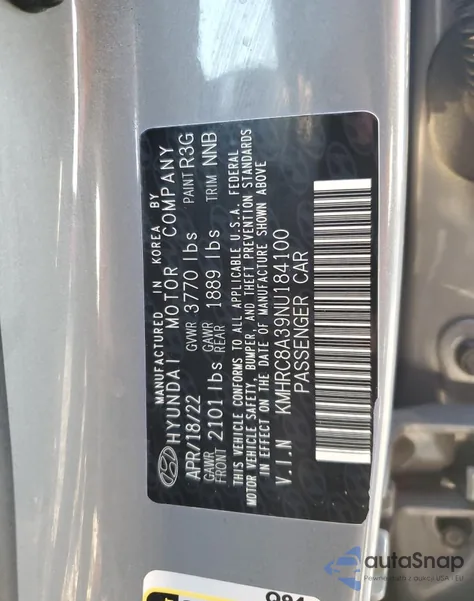 MANUFACTURED IN KOREA BY
HYUNDAI MOTOR COMPANY
APR/18/22 GVWR 3770 lbs PAINT R3G
GAWR FRONT 2101 lbs GAWR REAR 1889 lbs TRIM NNB
THIS VEHICLE CONFORMS TO ALL APPLICABLE U.S.A. FEDERAL
MOTOR VEHICLE SAFETY, BUMPER, AND THEFT PREVENTION STANDARDS
IN EFFECT ON THE DATE OF MANUFACTURE SHOWN ABOVE
V.I.N KMHRC8A39NU184100
PASSENGER CAR
autoSnap